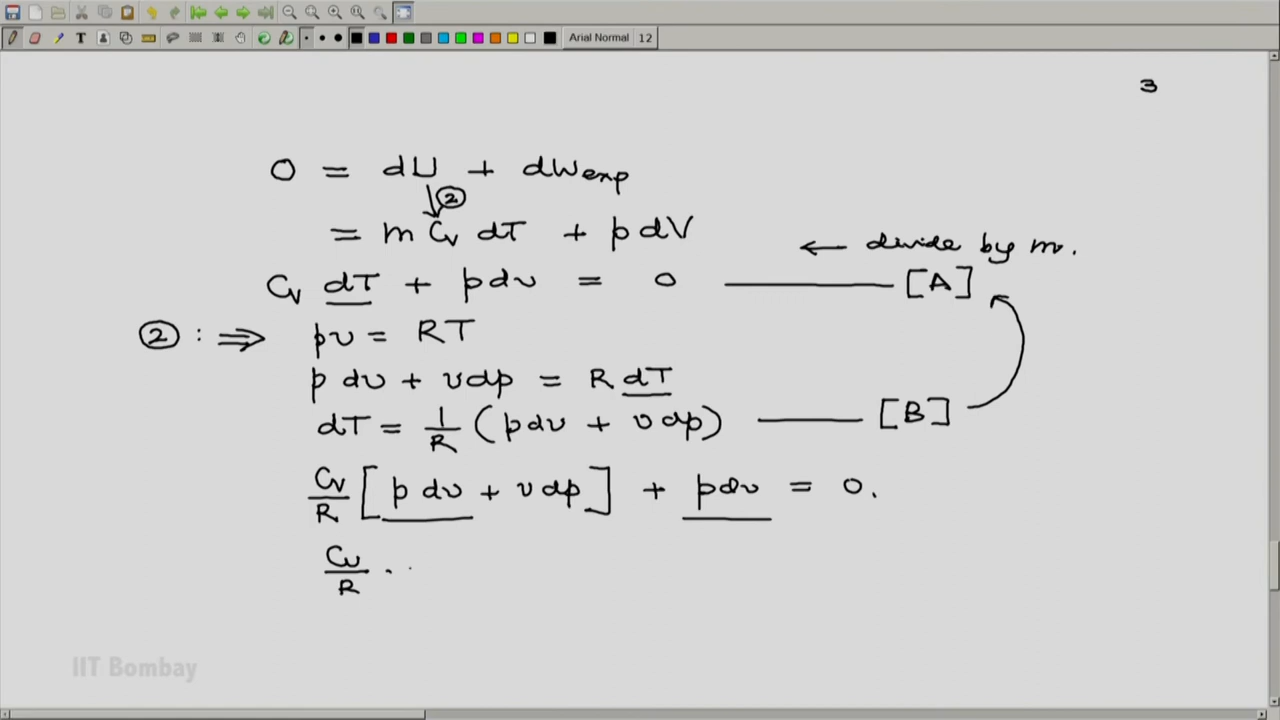 Arial Normal 12
3
0 = dU + dWexp
②
= m Cv dT + p dV
← divide by m.
Cv dT + p dv = 0 ——— [A]
② : ⇒ pv = RT
p dv + v dp = R dT
dT = 1/R (p dv + v dp) ——— [B]
Cv/R [p dv + v dp] + p dv = 0.
Cv/R ·
IIT Bombay